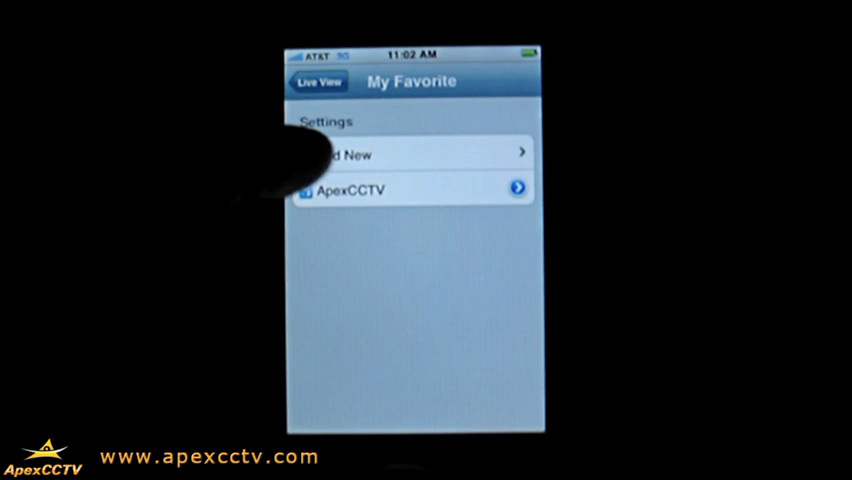 AT&T 3G 11:02 AM
Live View My Favorite
Settings
d New
ApexCCTV
ApexCCTV www.apexcctv.com